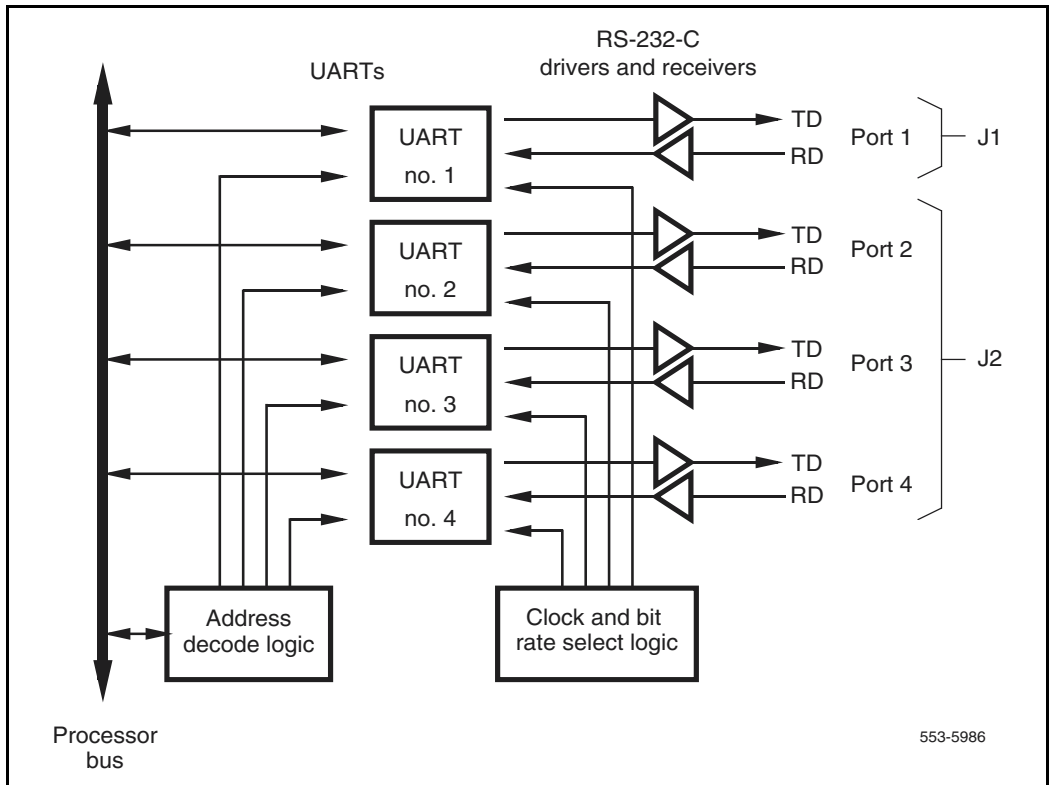 RS-232-C
drivers and receivers
UARTs
UART
no. 1
TD
RD
Port 1
J1
UART
no. 2
TD
RD
Port 2
UART
no. 3
TD
RD
Port 3
J2
UART
no. 4
TD
RD
Port 4
Address
decode logic
Clock and bit
rate select logic
Processor
bus
553-5986